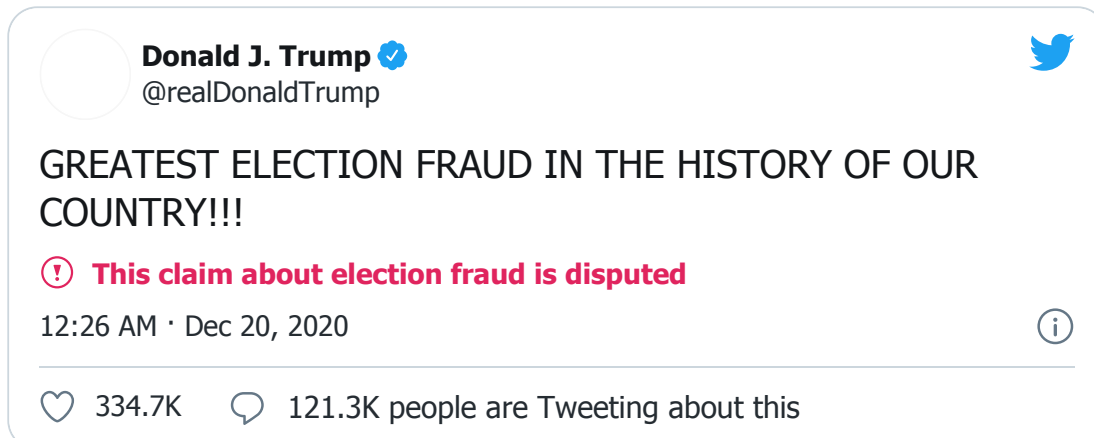 Donald J. Trump
@realDonaldTrump
GREATEST ELECTION FRAUD IN THE HISTORY OF OUR
COUNTRY!!!
This claim about election fraud is disputed
12:26 AM · Dec 20, 2020
334.7K 121.3K people are Tweeting about this